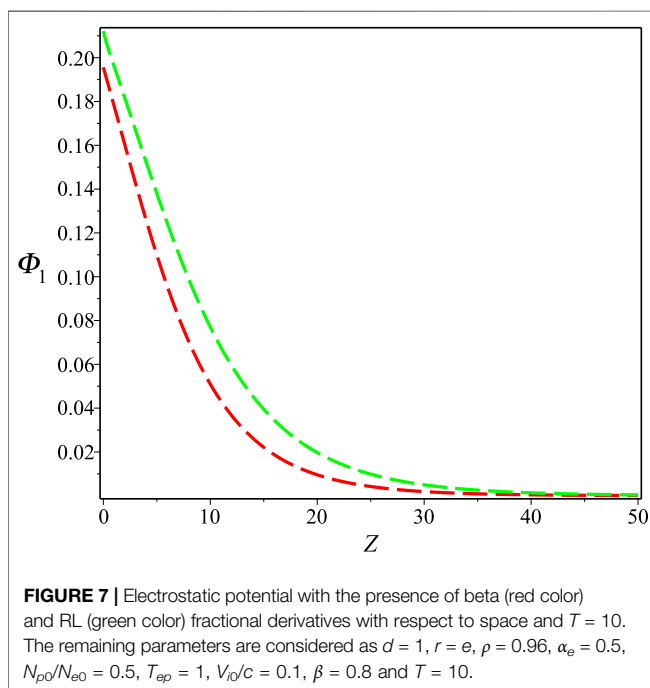 0.20
0.18
0.16
0.14
0.12
Φ₁
0.10
0.08
0.06
0.04
0.02
0 10 20 30 40 50
Z
FIGURE 7 | Electrostatic potential with the presence of beta (red color)
and RL (green color) fractional derivatives with respect to space and T = 10.
The remaining parameters are considered as d = 1, r = e, ρ = 0.96, αₑ = 0.5,
Nₚ₀/Nₑ₀ = 0.5, Tₑₚ = 1, Vᵢ₀/c = 0.1, β = 0.8 and T = 10.